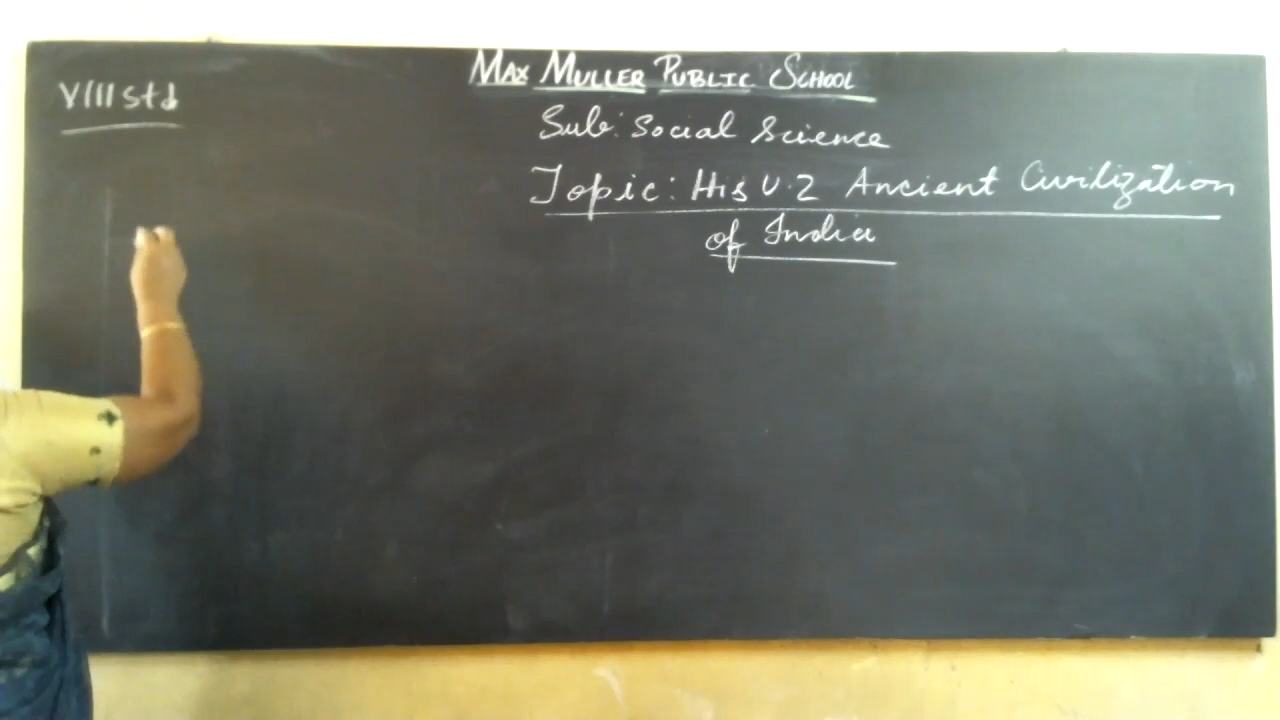 VIII std
MAX MULLER PUBLIC SCHOOL
Sub: Social Science
Topic: His U.2 Ancient Civilization
of India